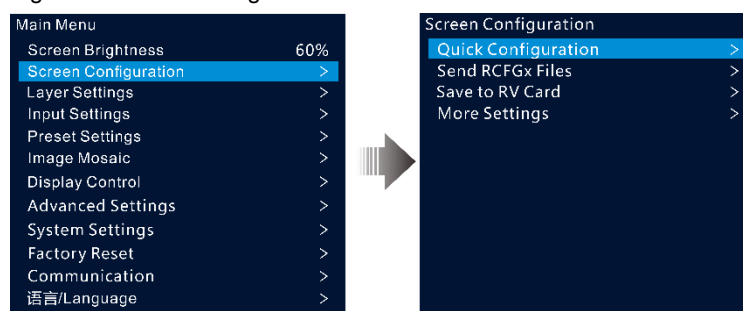 Main Menu
Screen Brightness 60%
Screen Configuration >
Layer Settings >
Input Settings >
Preset Settings >
Image Mosaic >
Display Control >
Advanced Settings >
System Settings >
Factory Reset >
Communication >
语言/Language >
Screen Configuration
Quick Configuration >
Send RCFGx Files >
Save to RV Card >
More Settings >